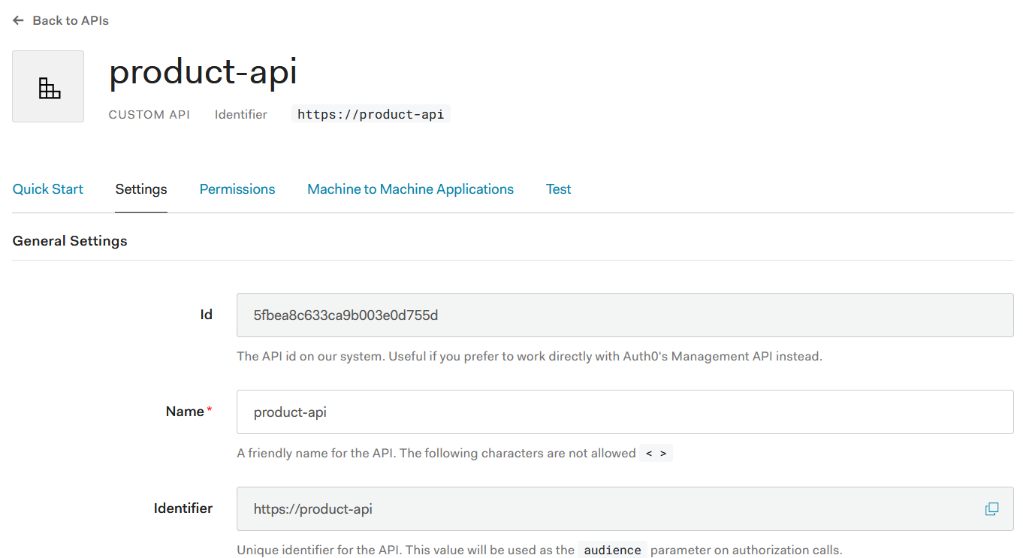 ← Back to APIs
product-api
CUSTOM API Identifier https://product-api
Quick Start Settings Permissions Machine to Machine Applications Test
General Settings
Id 5fbea8c633ca9b003e0d755d
The API id on our system. Useful if you prefer to work directly with Auth0's Management API instead.
Name* product-api
A friendly name for the API. The following characters are not allowed < >
Identifier https://product-api
Unique identifier for the API. This value will be used as the audience parameter on authorization calls.